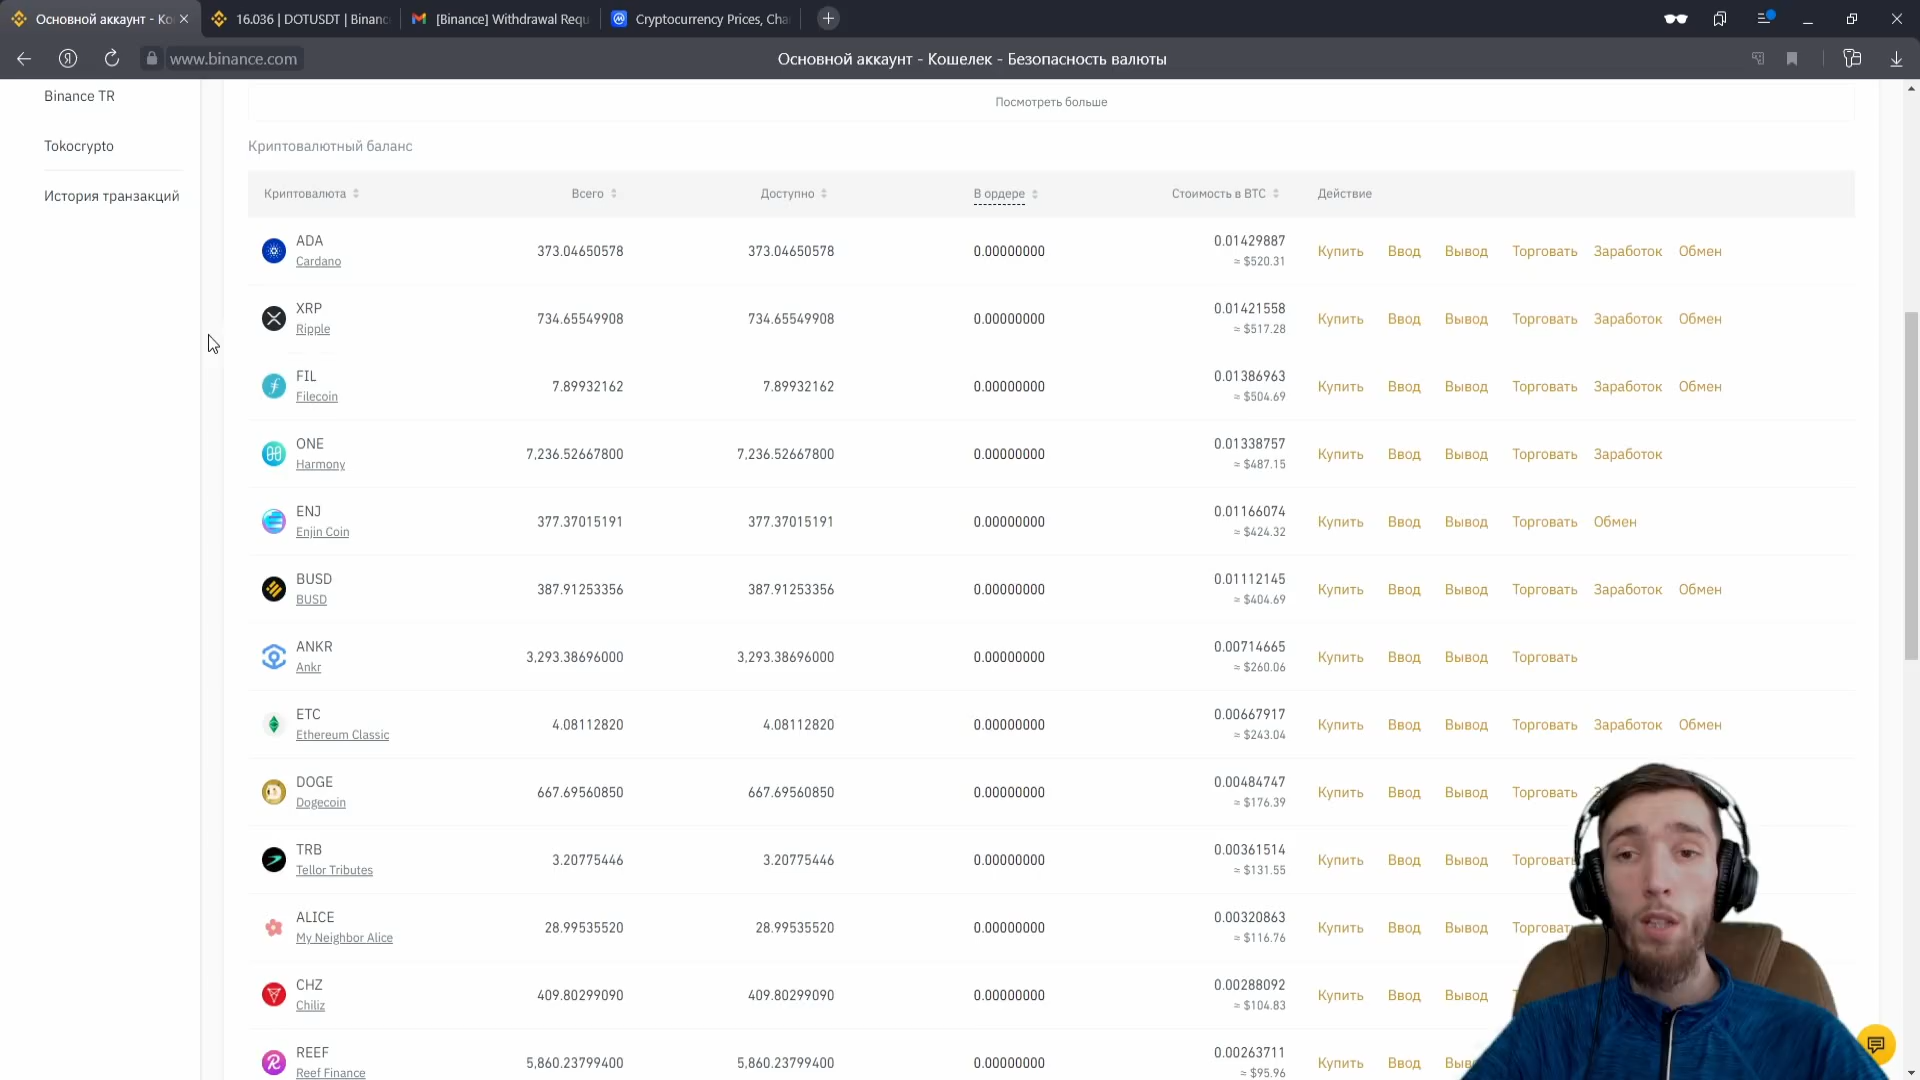 Основной аккаунт - Ко
16.036 | DOTUSDT | Binanc
[Binance] Withdrawal Requ
Cryptocurrency Prices, Cha
www.binance.com
Основной аккаунт - Кошелек - Безопасность валюты
Binance TR
Tokocrypto
История транзакций
Посмотреть больше
Криптовалютный баланс
Криптовалюта Всего Доступно В ордере Стоимость в BTC Действие
ADA 0.01429887
373.04650578 373.04650578 0.00000000 Купить Ввод Вывод Торговать Заработок Обмен
Cardano ≈ $520.31
XRP 0.01421558
734.65549908 734.65549908 0.00000000 Купить Ввод Вывод Торговать Заработок Обмен
Ripple ≈ $517.28
FIL 0.01386963
7.89932162 7.89932162 0.00000000 Купить Ввод Вывод Торговать Заработок Обмен
Filecoin ≈ $504.69
ONE 0.01338757
7,236.52667800 7,236.52667800 0.00000000 Купить Ввод Вывод Торговать Заработок
Harmony ≈ $487.15
ENJ 0.01166074
377.37015191 377.37015191 0.00000000 Купить Ввод Вывод Торговать Обмен
Enjin Coin ≈ $424.32
BUSD 0.01112145
387.91253356 387.91253356 0.00000000 Купить Ввод Вывод Торговать Заработок Обмен
BUSD ≈ $404.69
ANKR 0.00714665
3,293.38696000 3,293.38696000 0.00000000 Купить Ввод Вывод Торговать
Ankr ≈ $260.06
ETC 0.00667917
4.08112820 4.08112820 0.00000000 Купить Ввод Вывод Торговать Заработок Обмен
Ethereum Classic ≈ $243.04
DOGE 0.00484747
667.69560850 667.69560850 0.00000000 Купить Ввод Вывод Торговать
Dogecoin ≈ $176.39
TRB 0.00361514
3.20775446 3.20775446 0.00000000 Купить Ввод Вывод Торговать
Tellor Tributes ≈ $131.55
ALICE 0.00320863
28.99535520 28.99535520 0.00000000 Купить Ввод Вывод Торговат
My Neighbor Alice ≈ $116.76
CHZ 0.00288092
409.80299090 409.80299090 0.00000000 Купить Ввод Вывод
Chiliz ≈ $104.83
REEF 0.00263711
5,860.23799400 5,860.23799400 0.00000000 Купить Ввод
Reef Finance ≈ $95.96